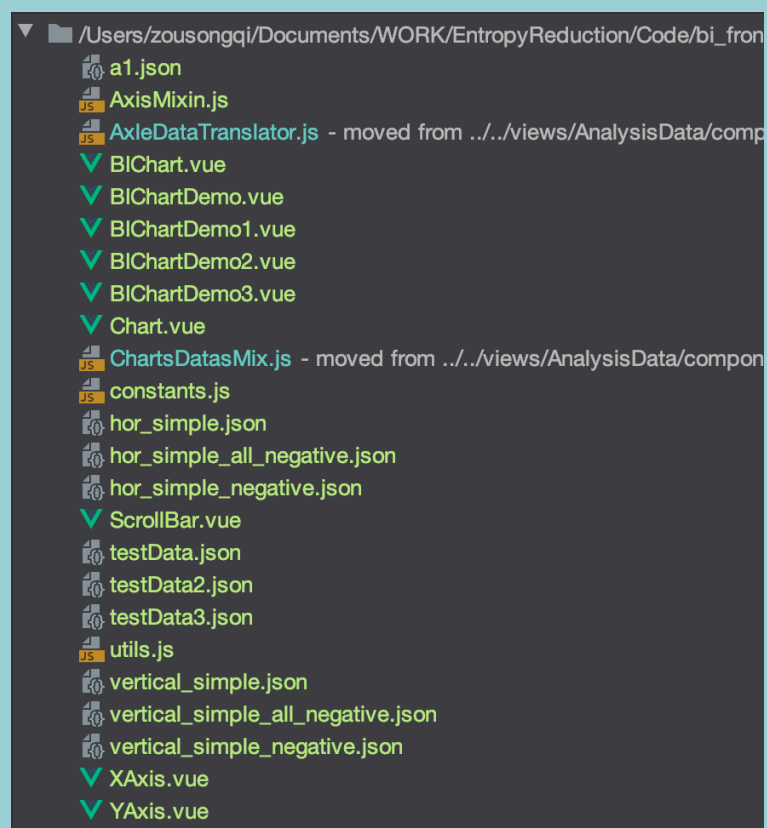 /Users/zousongqi/Documents/WORK/EntropyReduction/Code/bi_fron
a1.json
AxisMixin.js
AxleDataTranslator.js - moved from ../../views/AnalysisData/comp
BIChart.vue
BIChartDemo.vue
BIChartDemo1.vue
BIChartDemo2.vue
BIChartDemo3.vue
Chart.vue
ChartsDatasMix.js - moved from ../../views/AnalysisData/compon
constants.js
hor_simple.json
hor_simple_all_negative.json
hor_simple_negative.json
ScrollBar.vue
testData.json
testData2.json
testData3.json
utils.js
vertical_simple.json
vertical_simple_all_negative.json
vertical_simple_negative.json
XAxis.vue
YAxis.vue